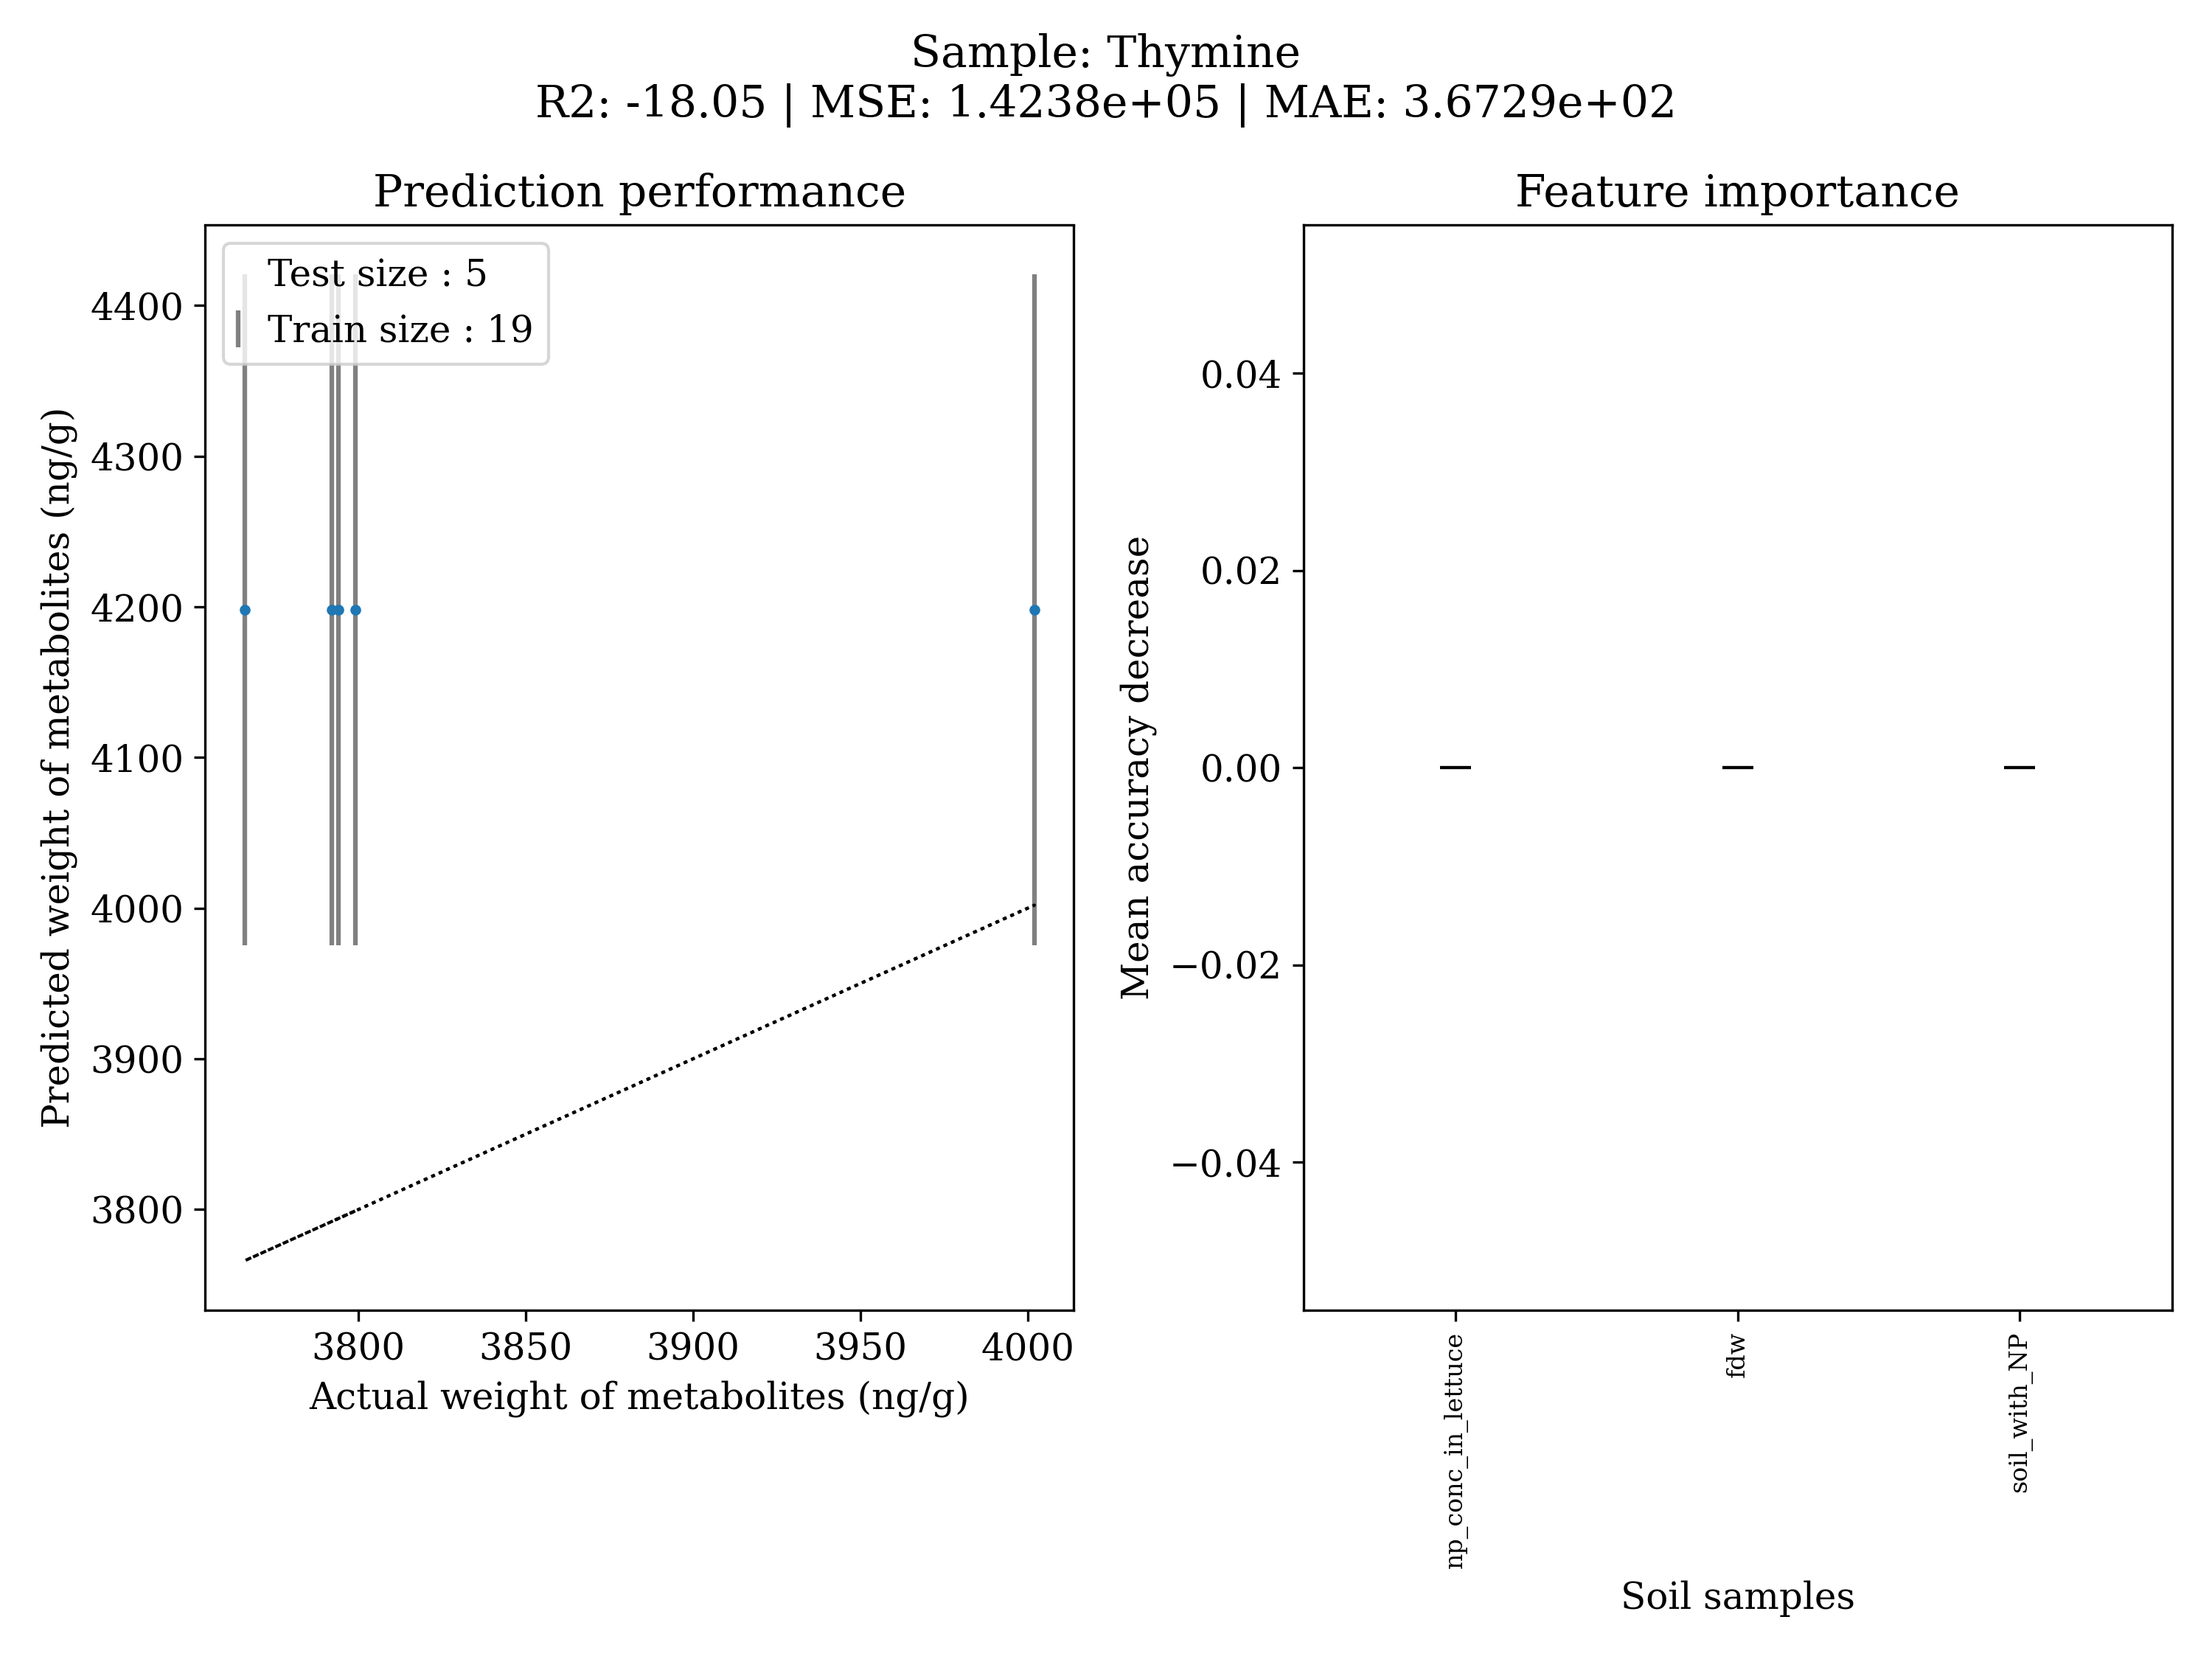 Sample: Thymine
R2: -18.05 | MSE: 1.4238e+05 | MAE: 3.6729e+02
Prediction performance
Test size : 5
Train size : 19
4400
4300
4200
4100
4000
3900
3800
Predicted weight of metabolites (ng/g)
3800 3850 3900 3950 4000
Actual weight of metabolites (ng/g)
Feature importance
0.04
0.02
0.00
−0.02
−0.04
Mean accuracy decrease
np_conc_in_lettuce
fdw
soil_with_NP
Soil samples